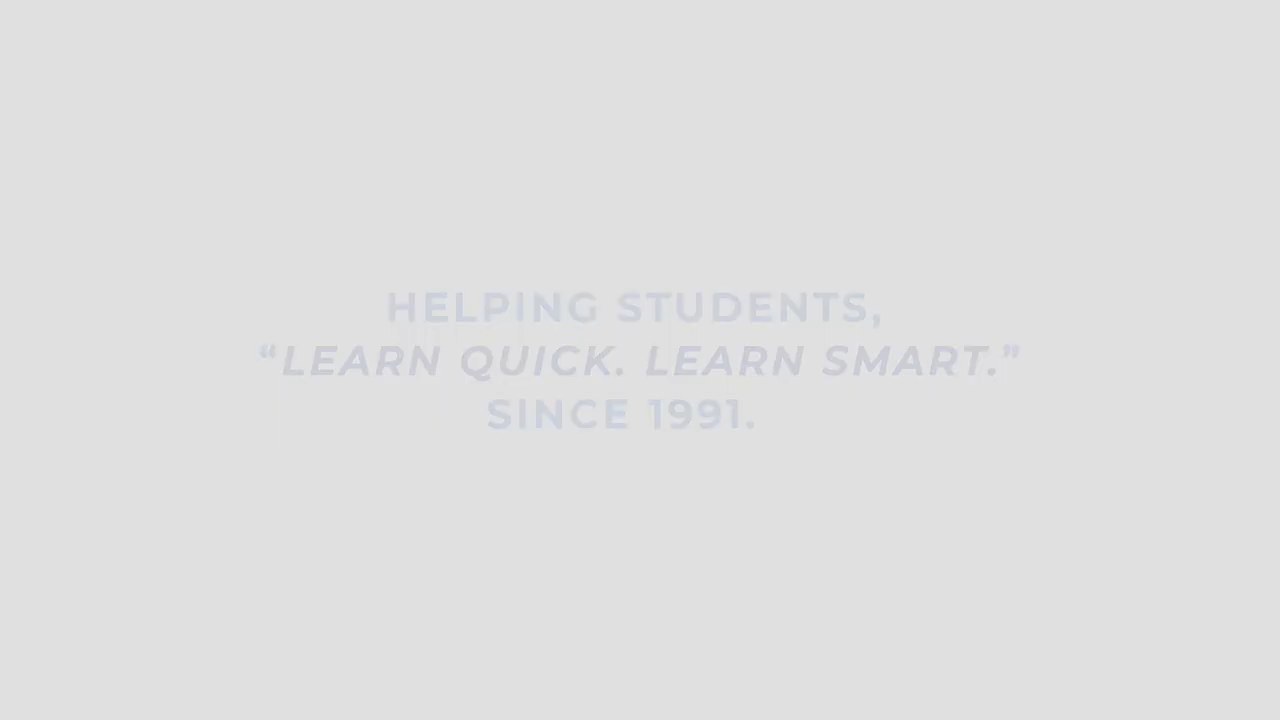 HELPING STUDENTS,
“LEARN QUICK. LEARN SMART.”
SINCE 1991.